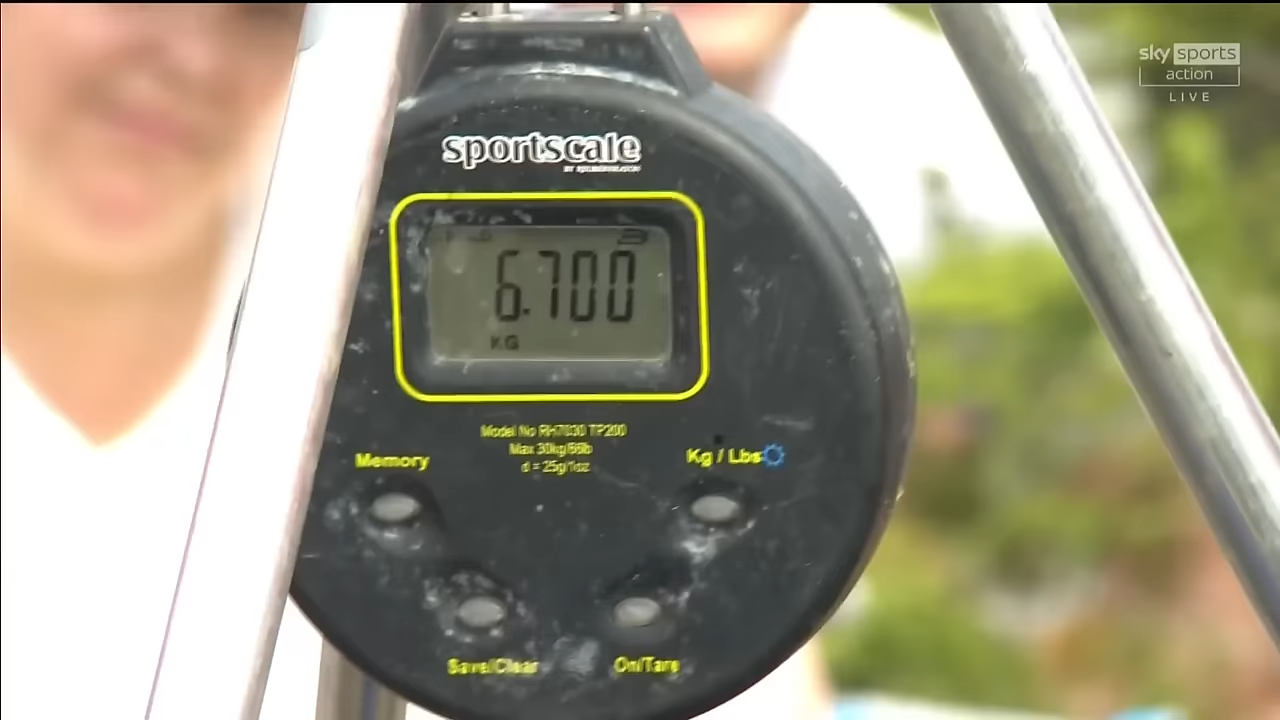 sky sports
action
LIVE
sportscale
6.700
KG
Model No RH7030 TP200
Max 30kg/66lb
d = 25g/1oz
Memory
Kg / Lbs
Save/Clear
On/Tare